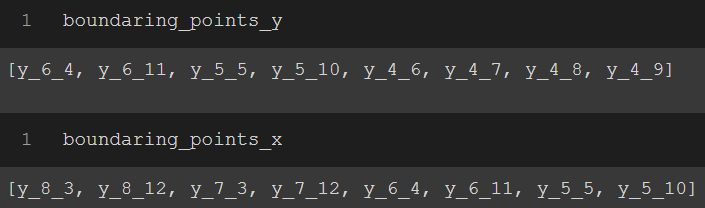 1 boundaring_points_y
[y_6_4, y_6_11, y_5_5, y_5_10, y_4_6, y_4_7, y_4_8, y_4_9]
1 boundaring_points_x
[y_8_3, y_8_12, y_7_3, y_7_12, y_6_4, y_6_11, y_5_5, y_5_10]